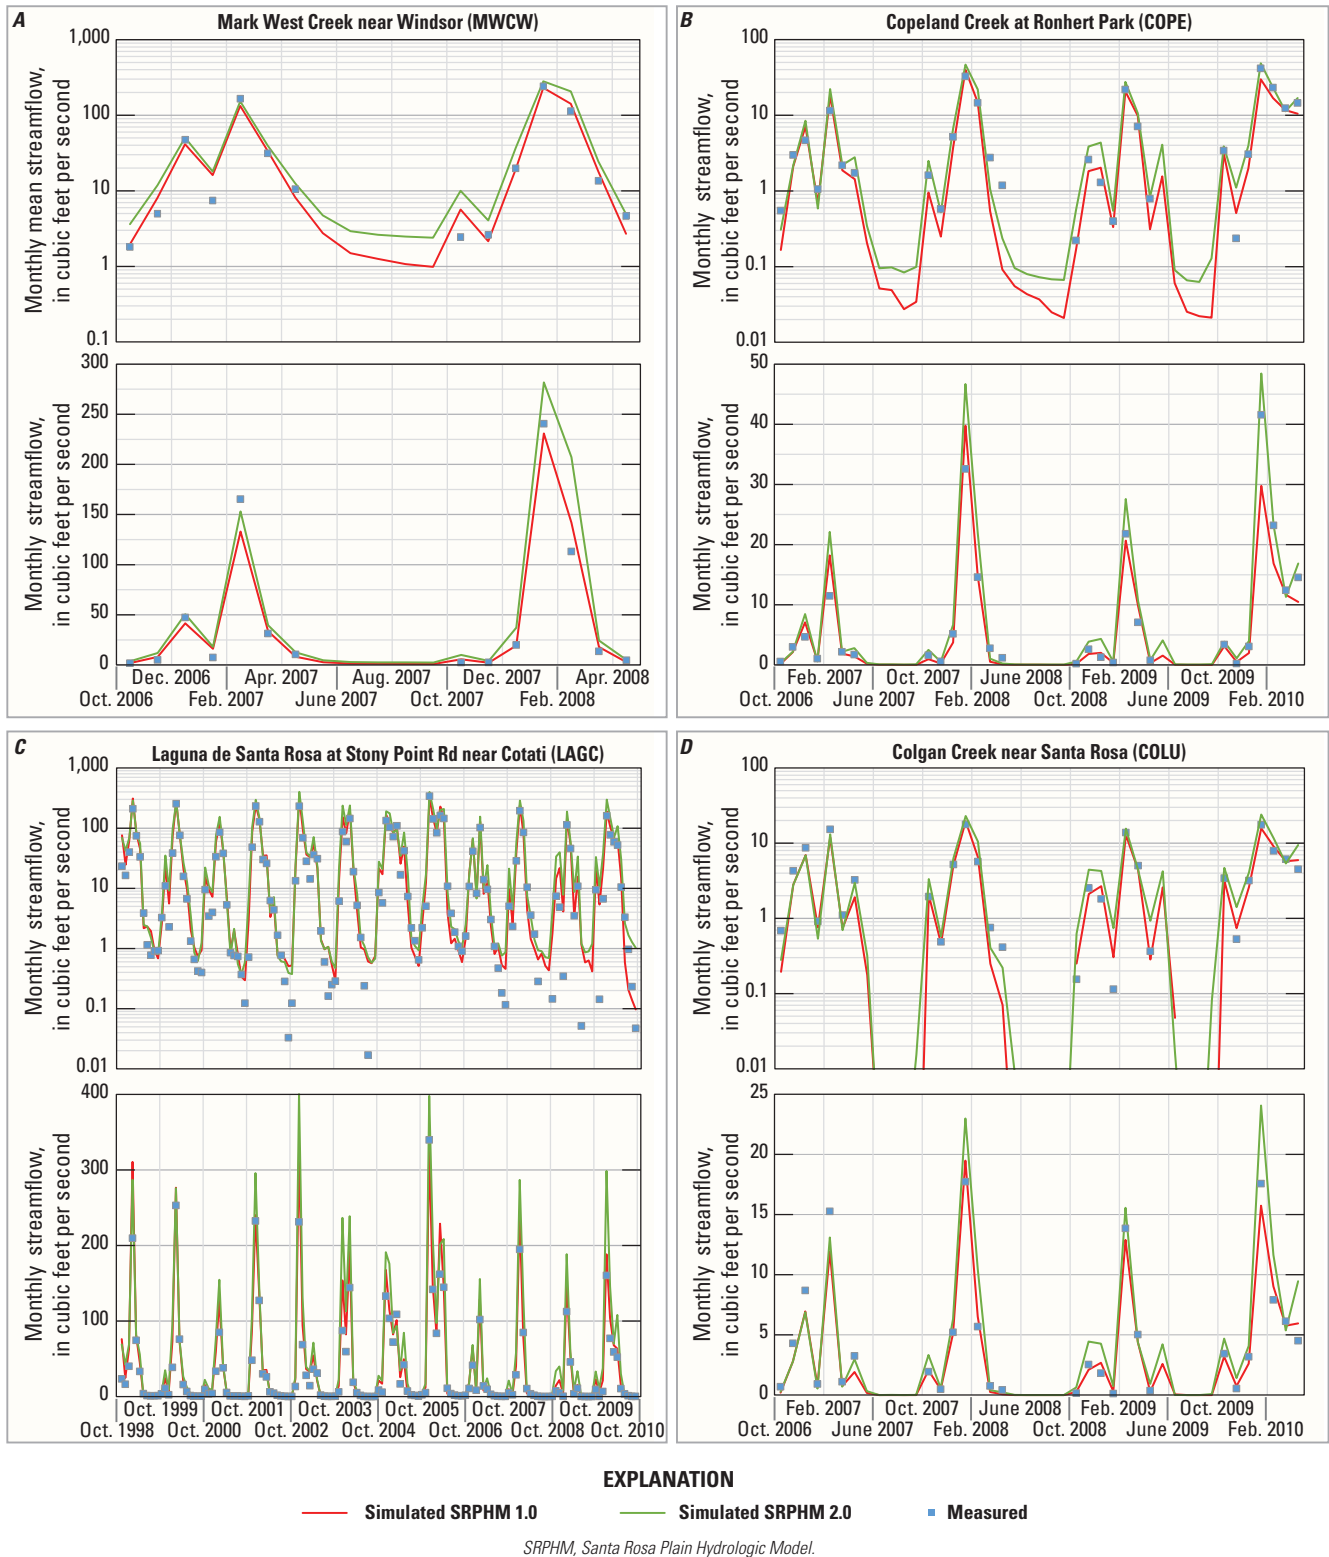 A
Mark West Creek near Windsor (MWCW)
Monthly mean streamflow,
in cubic feet per second
1,000
100
10
1
0.1
Monthly streamflow,
in cubic feet per second
300
250
200
150
100
50
0
Dec. 2006 Apr. 2007 Aug. 2007 Dec. 2007 Apr. 2008
Oct. 2006 Feb. 2007 June 2007 Oct. 2007 Feb. 2008
B
Copeland Creek at Ronhert Park (COPE)
Monthly streamflow,
in cubic feet per second
100
10
1
0.1
0.01
Monthly streamflow,
in cubic feet per second
50
40
30
20
10
0
Feb. 2007 Oct. 2007 June 2008 Feb. 2009 Oct. 2009
Oct. 2006 June 2007 Feb. 2008 Oct. 2008 June 2009 Feb. 2010
C
Laguna de Santa Rosa at Stony Point Rd near Cotati (LAGC)
Monthly streamflow,
in cubic feet per second
1,000
100
10
1
0.1
0.01
Monthly streamflow,
in cubic feet per second
400
300
200
100
0
Oct. 1999 Oct. 2001 Oct. 2003 Oct. 2005 Oct. 2007 Oct. 2009
Oct. 1998 Oct. 2000 Oct. 2002 Oct. 2004 Oct. 2006 Oct. 2008 Oct. 2010
D
Colgan Creek near Santa Rosa (COLU)
Monthly streamflow,
in cubic feet per second
100
10
1
0.1
0.01
Monthly streamflow,
in cubic feet per second
25
20
15
10
5
0
Feb. 2007 Oct. 2007 June 2008 Feb. 2009 Oct. 2009
Oct. 2006 June 2007 Feb. 2008 Oct. 2008 June 2009 Feb. 2010
EXPLANATION
Simulated SRPHM 1.0
Simulated SRPHM 2.0
Measured
SRPHM, Santa Rosa Plain Hydrologic Model.